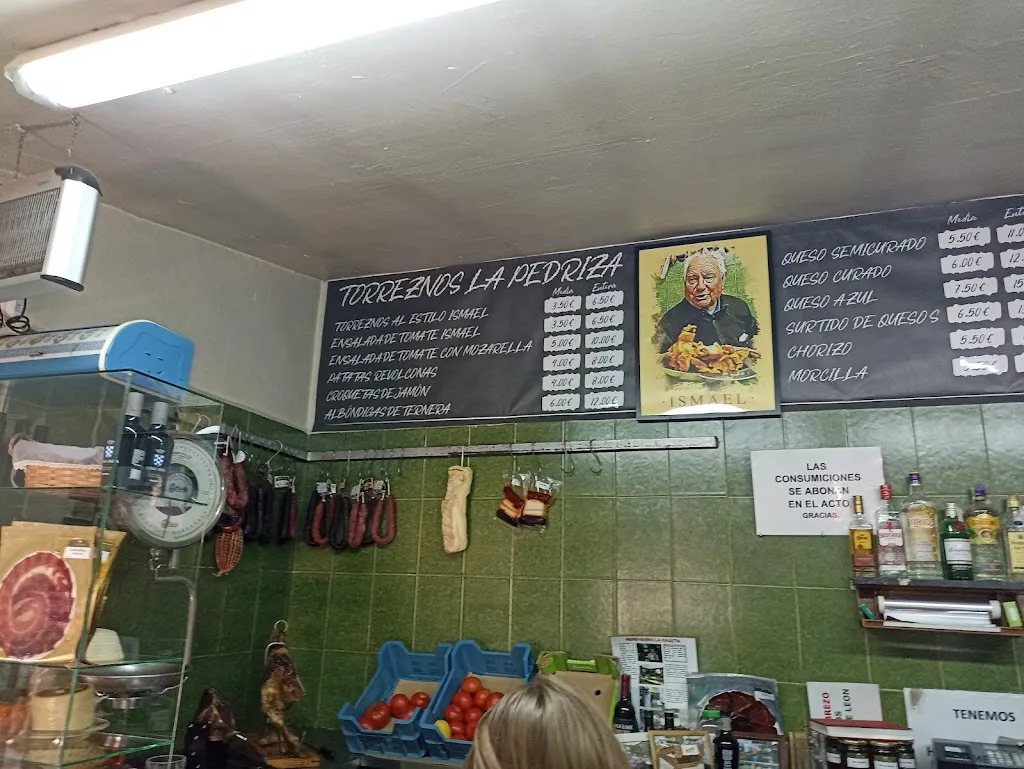 TORREZNOS LA PEDRIZA
Media Entera
TORREZNOS AL ESTILO ISMAEL 3.50€ 6.50€
ENSALADA DE TOMATE ISMAEL 3.50€ 6.50€
ENSALADA DE TOMATE CON MOZARELLA 5.00€ 10.00€
PATATAS REVOLCONAS 4.00€ 8.00€
CROQUETAS DE JAMÓN 4.00€ 8.00€
ALBÓNDIGAS DE TERNERA 6.00€ 12.00€
ISMAEL
Media
QUESO SEMICURADO 5.50€
QUESO CURADO 6.00€
QUESO AZUL 7.50€
SURTIDO DE QUESOS 6.50€
CHORIZO 5.50€
MORCILLA
LAS
CONSUMICIONES
SE ABONAN
EN EL ACTO.
GRACIAS.
TENEMOS